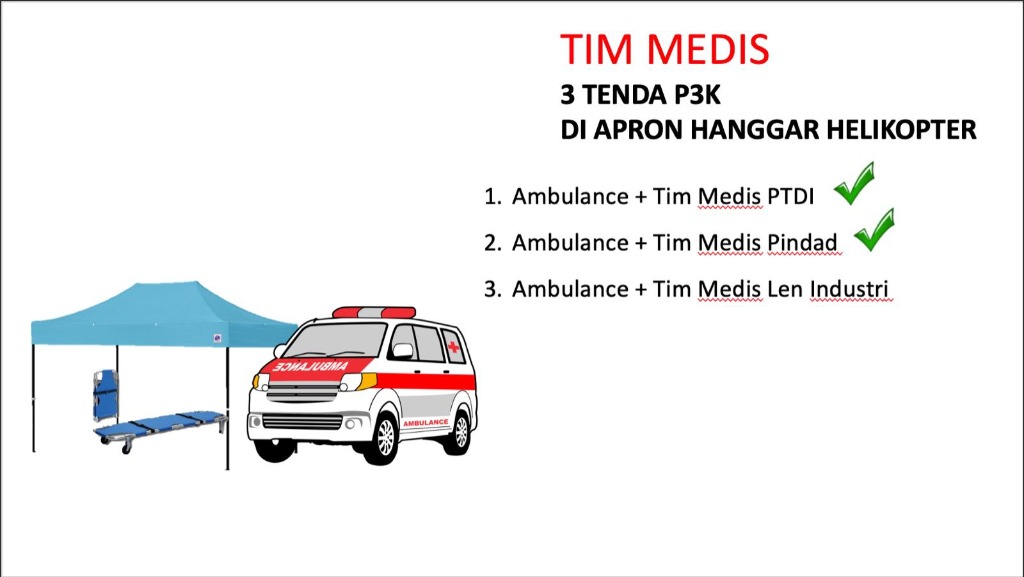 TIM MEDIS
3 TENDA P3K
DI APRON HANGGAR HELIKOPTER
1. Ambulance + Tim Medis PTDI
2. Ambulance + Tim Medis Pindad
3. Ambulance + Tim Medis Len Industri
AMBULANCE
AMBULANCE